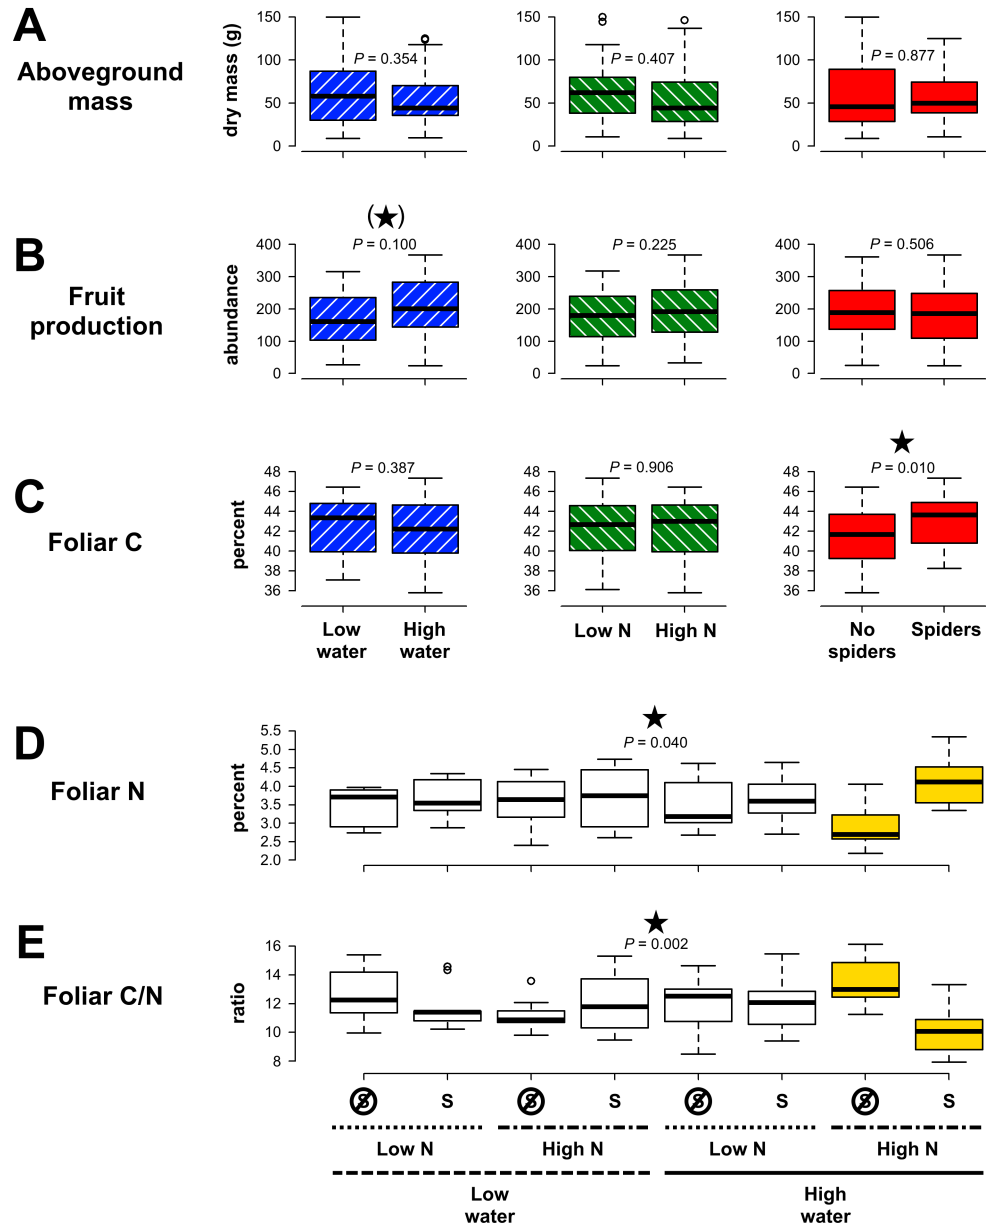 A
Aboveground
mass
dry mass (g)
150
100
50
0
P = 0.354
150
100
50
0
P = 0.407
150
100
50
0
P = 0.877
B
Fruit
production
abundance
(★)
400
300
200
100
0
P = 0.100
400
300
200
100
0
P = 0.225
400
300
200
100
0
P = 0.506
C
Foliar C
percent
48
46
44
42
40
38
36
P = 0.387
48
46
44
42
40
38
36
P = 0.906
★
48
46
44
42
40
38
36
P = 0.010
Low
water
High
water
Low N
High N
No
spiders
Spiders
D
Foliar N
percent
5.5
5.0
4.5
4.0
3.5
3.0
2.5
2.0
★
P = 0.040
E
Foliar C/N
ratio
16
14
12
10
8
★
P = 0.002
S S S S S S S S
Low N High N Low N High N
Low
water
High
water